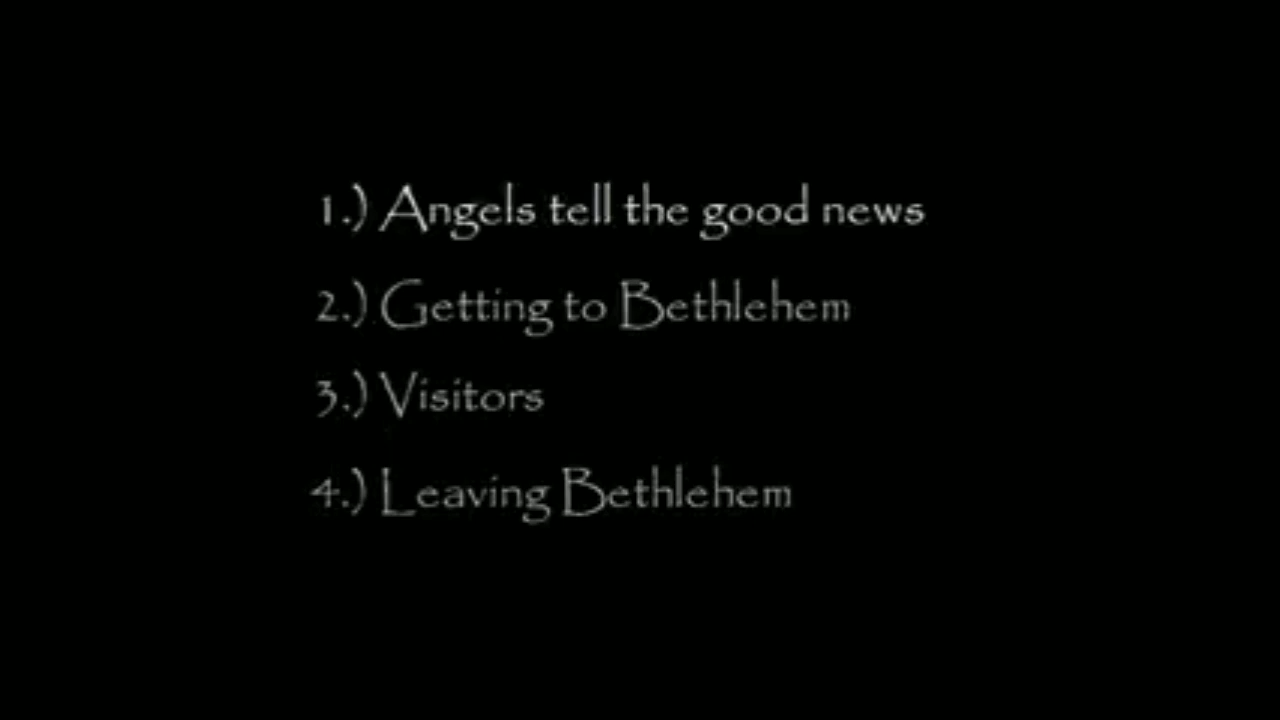 1.) Angels tell the good news
2.) Getting to Bethlehem
3.) Visitors
4.) Leaving Bethlehem